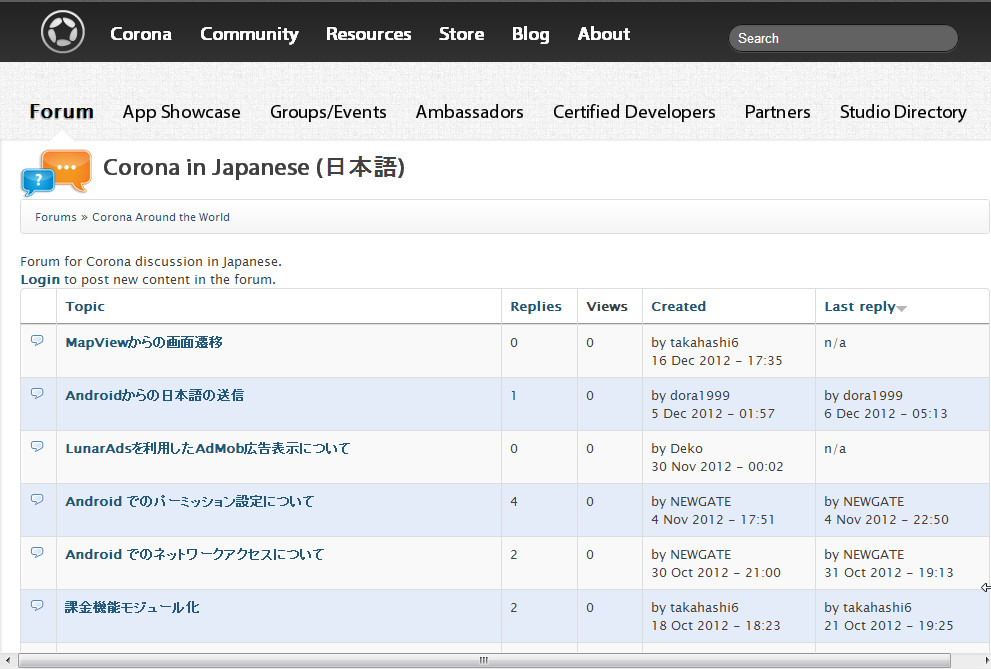 Corona Community Resources Store Blog About Search
Forum App Showcase Groups/Events Ambassadors Certified Developers Partners Studio Directory
Corona in Japanese (日本語)
Forums » Corona Around the World
Forum for Corona discussion in Japanese.
Login to post new content in the forum.
Topic Replies Views Created Last reply
MapViewからの画面遷移 0 0 by takahashi6 n/a
16 Dec 2012 – 17:35
Androidからの日本語の送信 1 0 by dora1999 by dora1999
5 Dec 2012 – 01:57 6 Dec 2012 – 05:13
LunarAdsを利用したAdMob広告表示について 0 0 by Deko n/a
30 Nov 2012 – 00:02
Android でのパーミッション設定について 4 0 by NEWGATE by NEWGATE
4 Nov 2012 – 17:51 4 Nov 2012 – 22:50
Android でのネットワークアクセスについて 2 0 by NEWGATE by NEWGATE
30 Oct 2012 – 21:00 31 Oct 2012 – 19:13
課金機能モジュール化 2 0 by takahashi6 by takahashi6
18 Oct 2012 – 18:23 21 Oct 2012 – 19:25